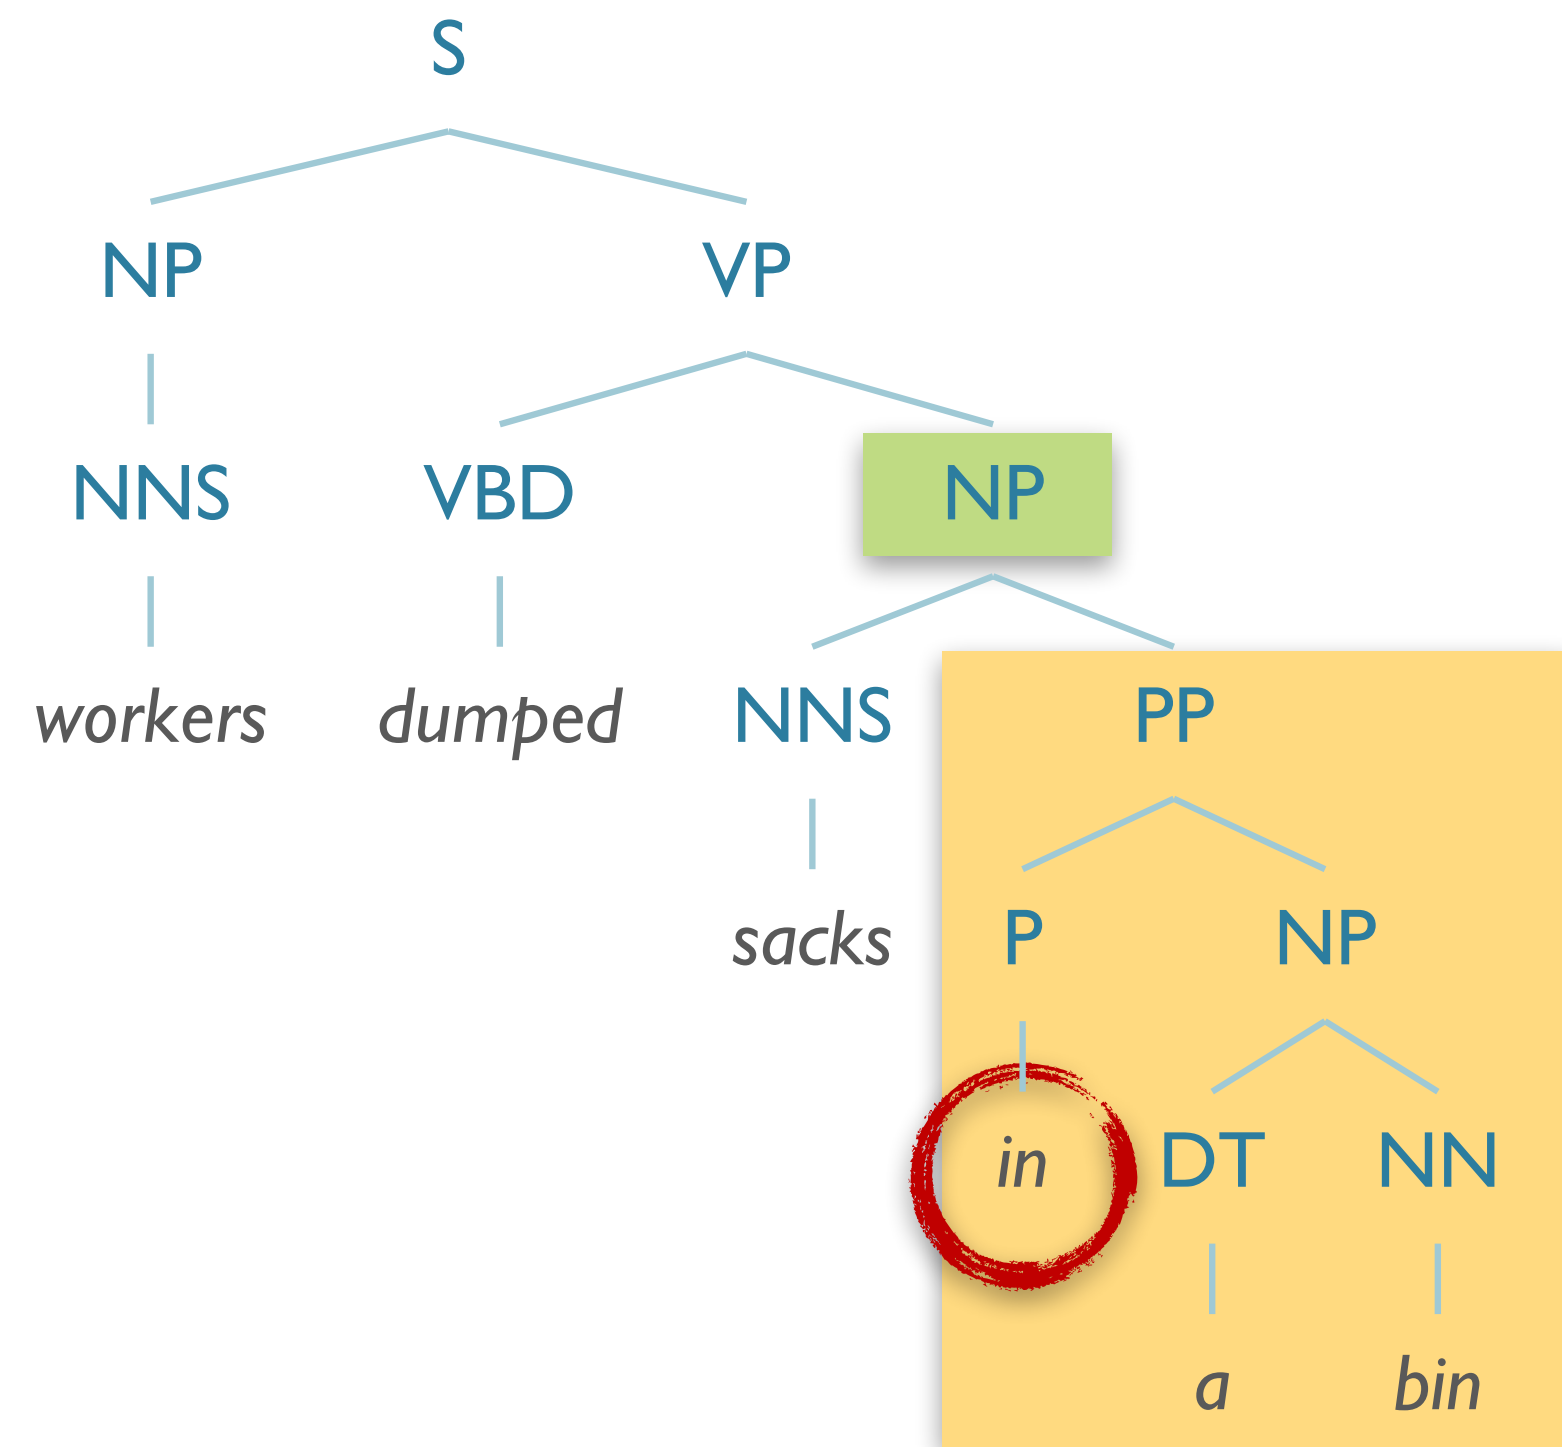 S
NP VP
NNS VBD NP
workers dumped NNS PP
sacks P NP
in DT NN
a bin